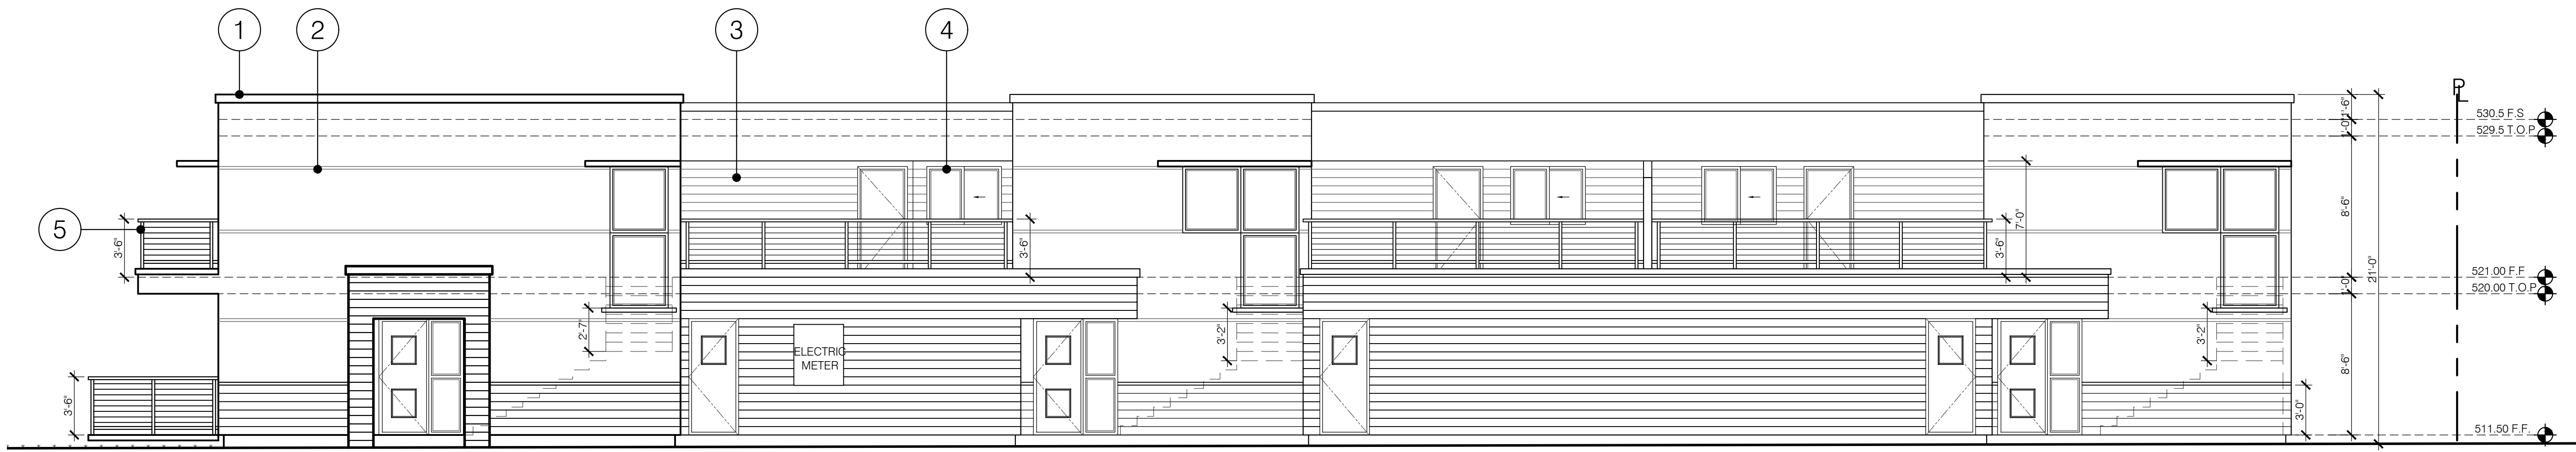 1
2
3
4
5
PL
530.5 F.S
529.5 T.O.P
521.00 F.F
520.00 T.O.P
511.50 F.F.
1'-6"
1'-0"
8'-6"
1'-0"
8'-6"
21'-0"
7'-0"
3'-6"
3'-6"
3'-6"
3'-6"
2'-7"
3'-2"
3'-2"
3'-0"
ELECTRIC
METER